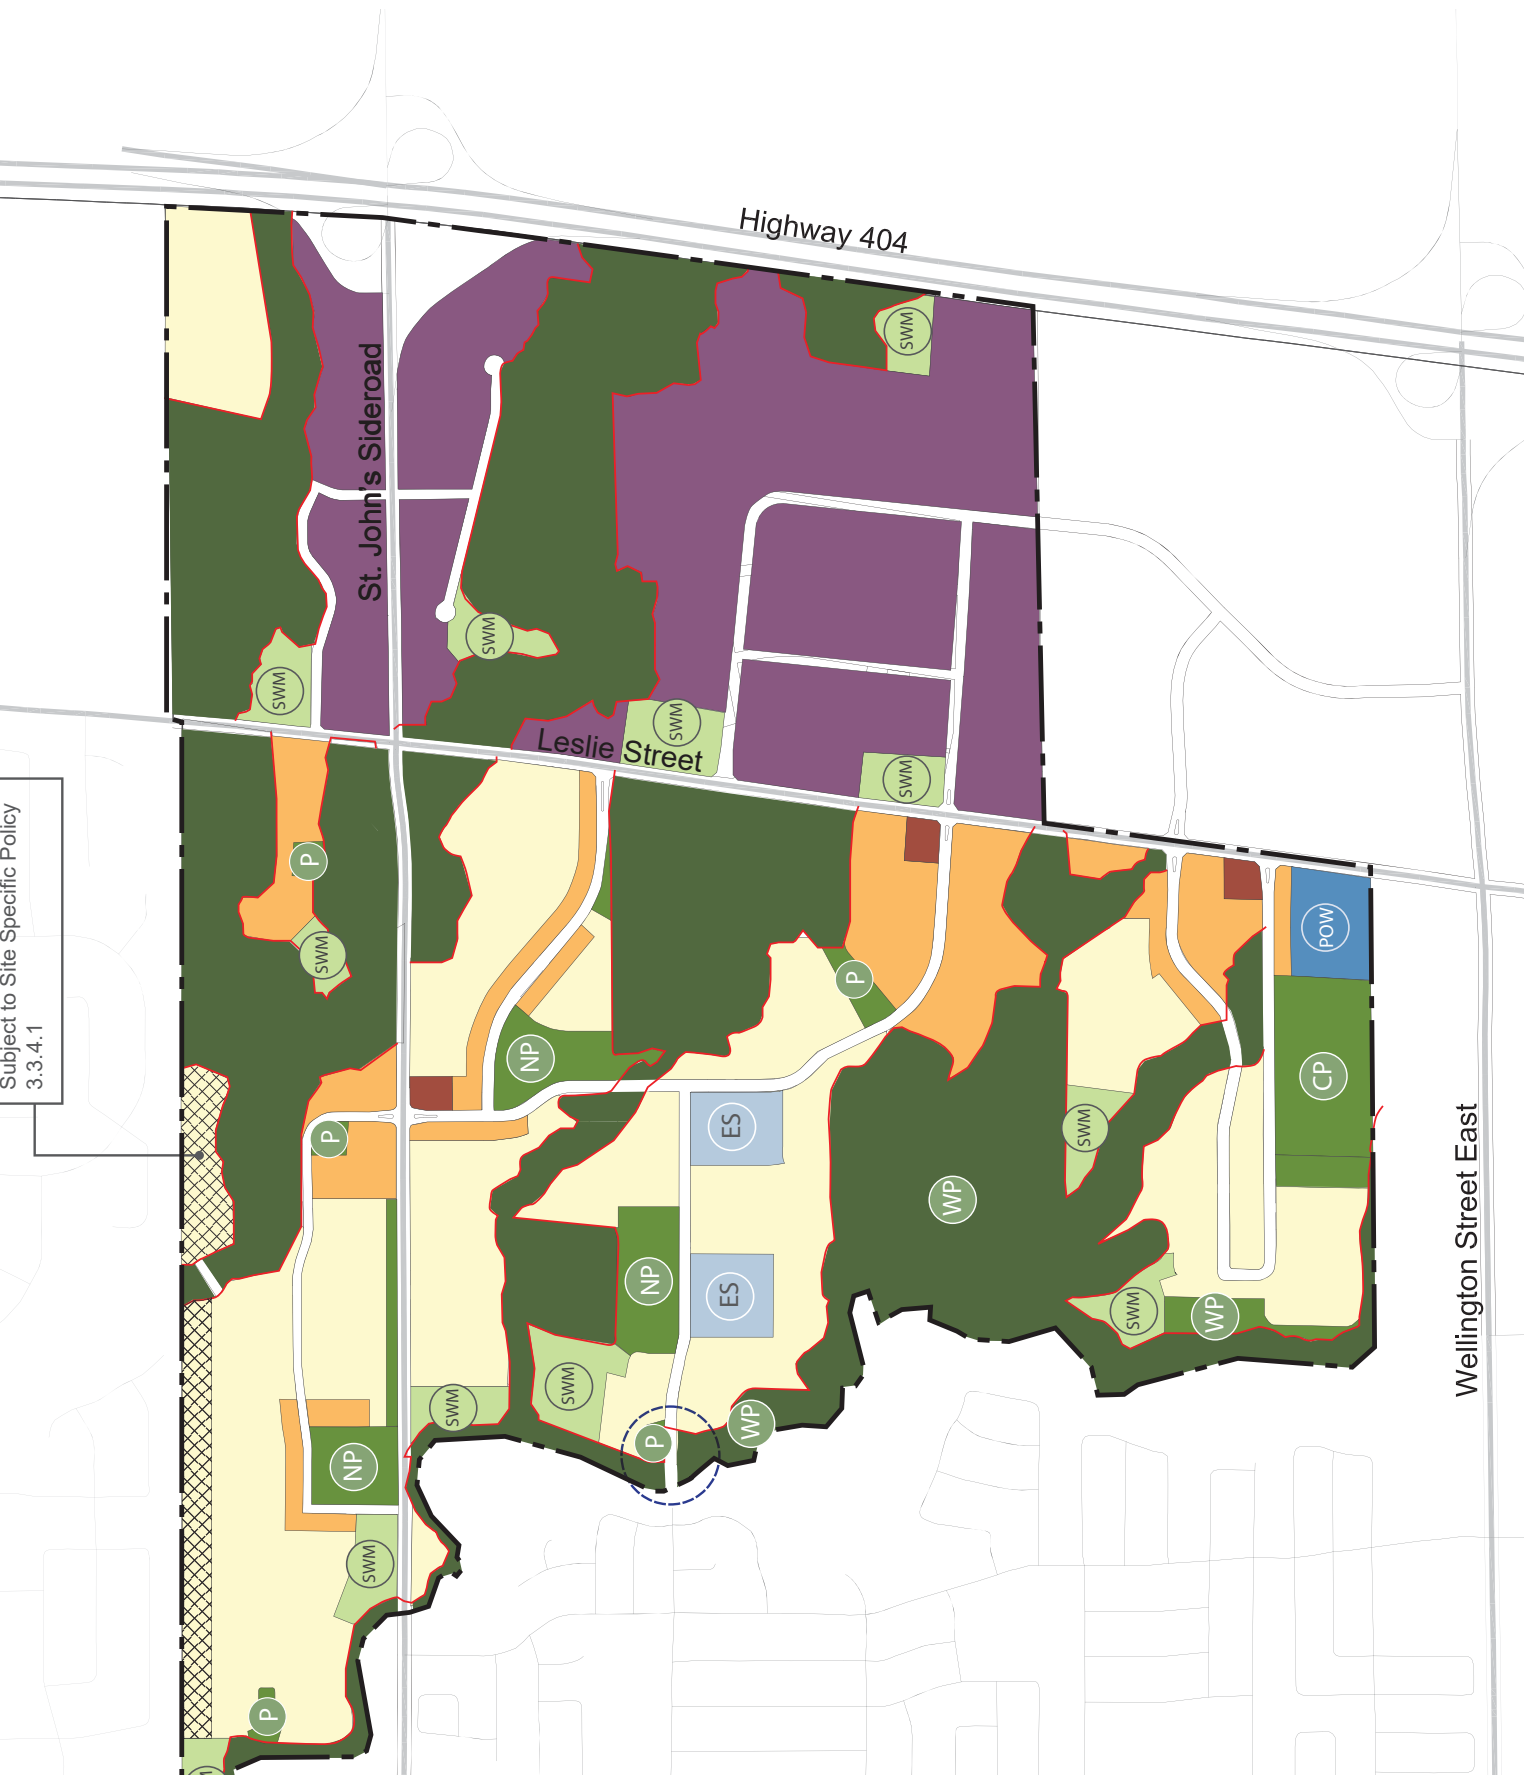 Highway 404
SWM
St. John's Sideroad
SWM
SWM
SWM
Leslie Street
SWM
Subject to Site Specific Policy
3.3.4.1
P
SWM
POW
P
NP
CP
ES
SWM
P
WP
NP
ES
SWM
WP
SWM
SWM
WP
P
NP
SWM
P
Wellington Street East